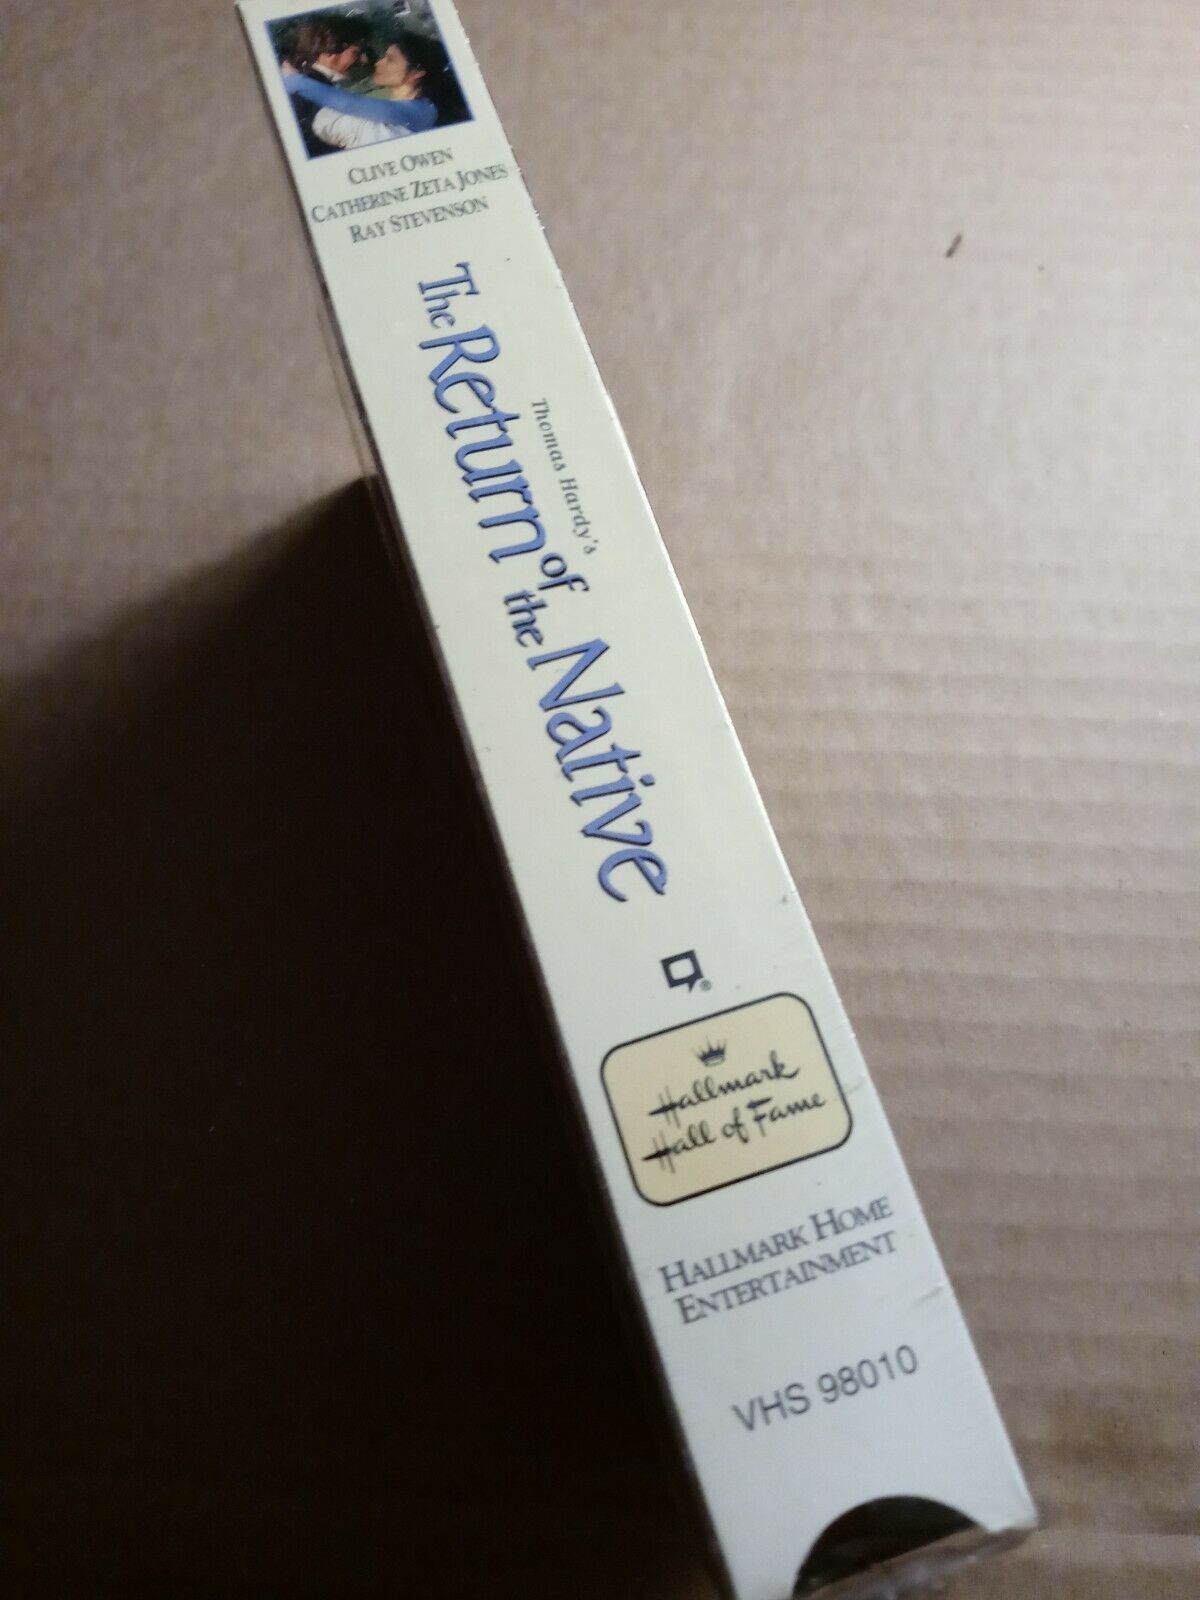 CLIVE OWEN
CATHERINE ZETA JONES
RAY STEVENSON
Thomas Hardy's
The Return of the Native
®
Hallmark
Hall of Fame
HALLMARK HOME
ENTERTAINMENT
VHS 98010